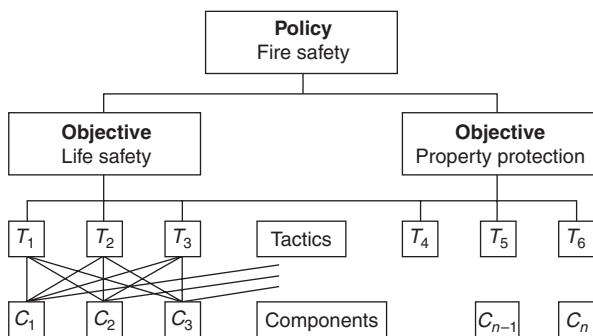 Policy
Fire safety
Objective
Life safety
Objective
Property protection
T₁ T₂ T₃ Tactics T₄ T₅ T₆
C₁ C₂ C₃ Components Cₙ₋₁ Cₙ